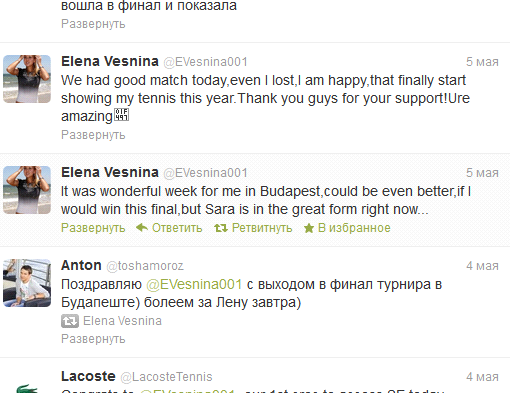 вошла в финал и показала
Развернуть
Elena Vesnina @EVesnina001 5 мая
We had good match today,even I lost,I am happy,that finally start
showing my tennis this year.Thank you guys for your support!Ure
amazing
Развернуть
Elena Vesnina @EVesnina001 5 мая
It was wonderful week for me in Budapest,could be even better,if I
would win this final,but Sara is in the great form right now...
Развернуть Ответить Ретвитнуть В избранное
Anton @toshamoroz 4 мая
Поздравляю @EVesnina001 с выходом в финал турнира в
Будапеште) болеем за Лену завтра)
Elena Vesnina
Развернуть
Lacoste @LacosteTennis 4 мая